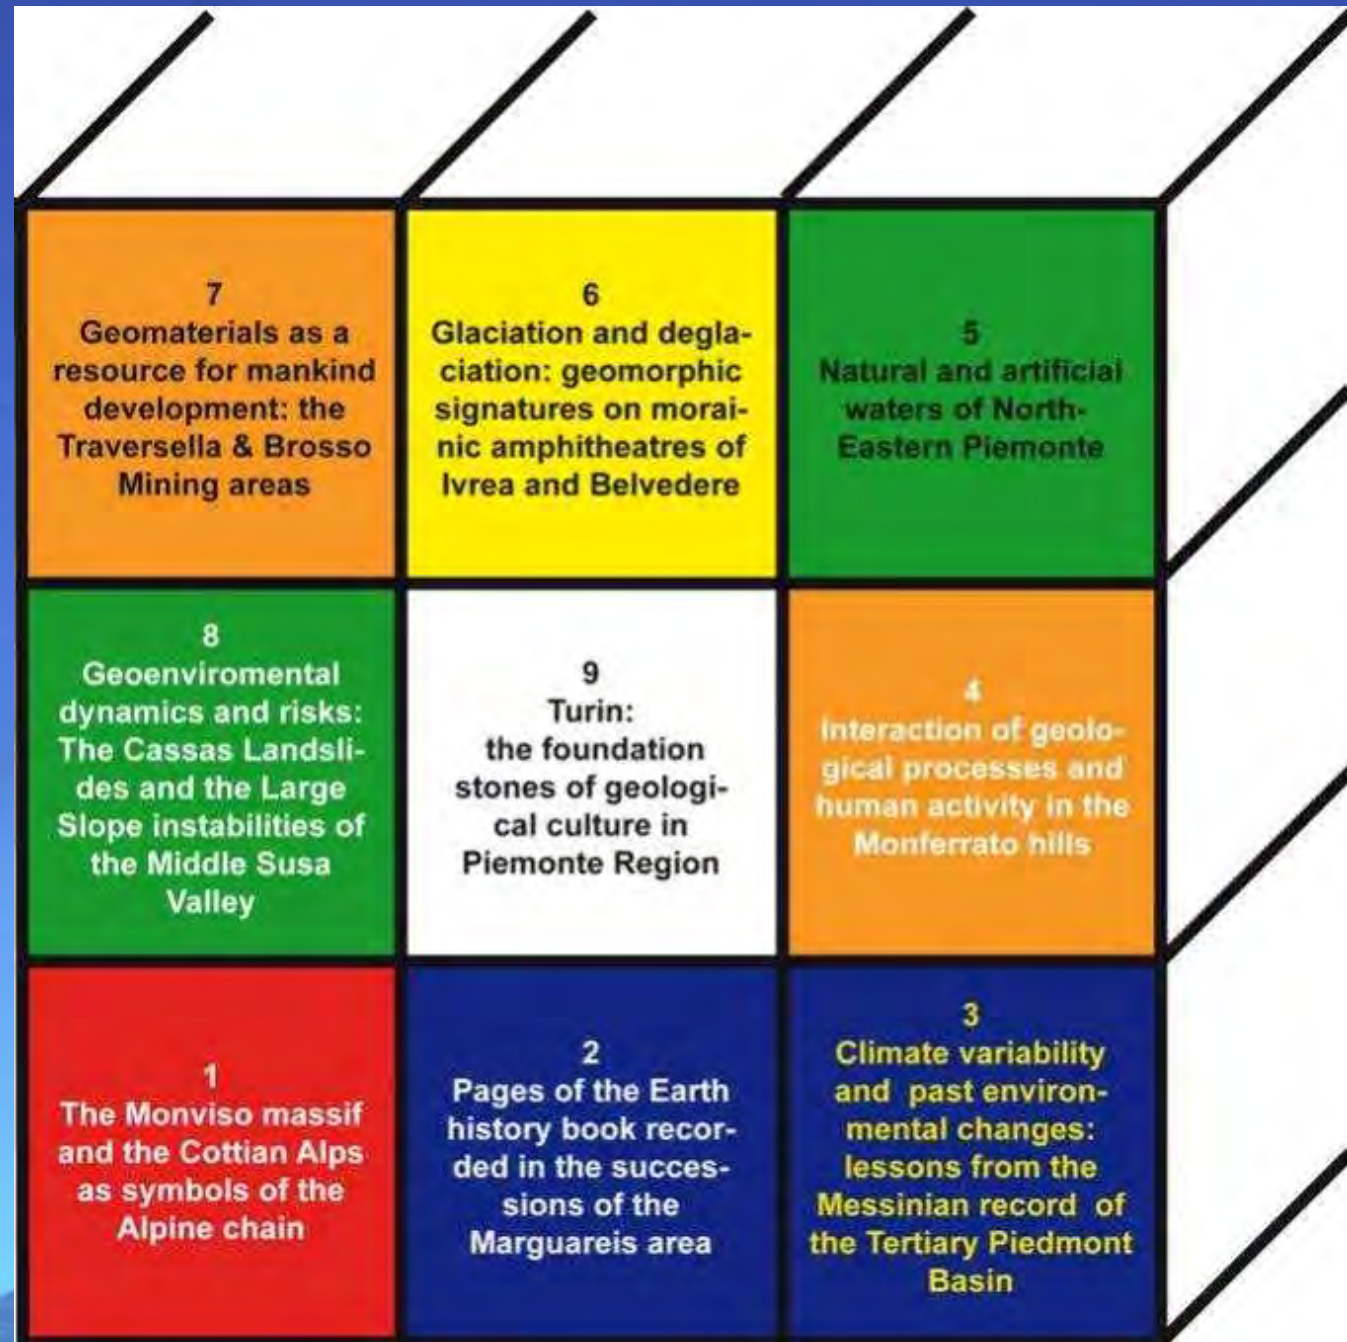 7
Geomaterials as a
resource for mankind
development: the
Traversella & Brosso
Mining areas
6
Glaciation and degla-
ciation: geomorphic
signatures on morai-
nic amphitheatres of
Ivrea and Belvedere
5
Natural and artificial
waters of North-
Eastern Piemonte
8
Geoenviromental
dynamics and risks:
The Cassas Landsli-
des and the Large
Slope instabilities of
the Middle Susa
Valley
9
Turin:
the foundation
stones of geologi-
cal culture in
Piemonte Region
4
Interaction of geolo-
gical processes and
human activity in the
Monferrato hills
1
The Monviso massif
and the Cottian Alps
as symbols of the
Alpine chain
2
Pages of the Earth
history book recor-
ded in the succes-
sions of the
Marguareis area
3
Climate variability
and past environ-
mental changes:
lessons from the
Messinian record of
the Tertiary Piedmont
Basin